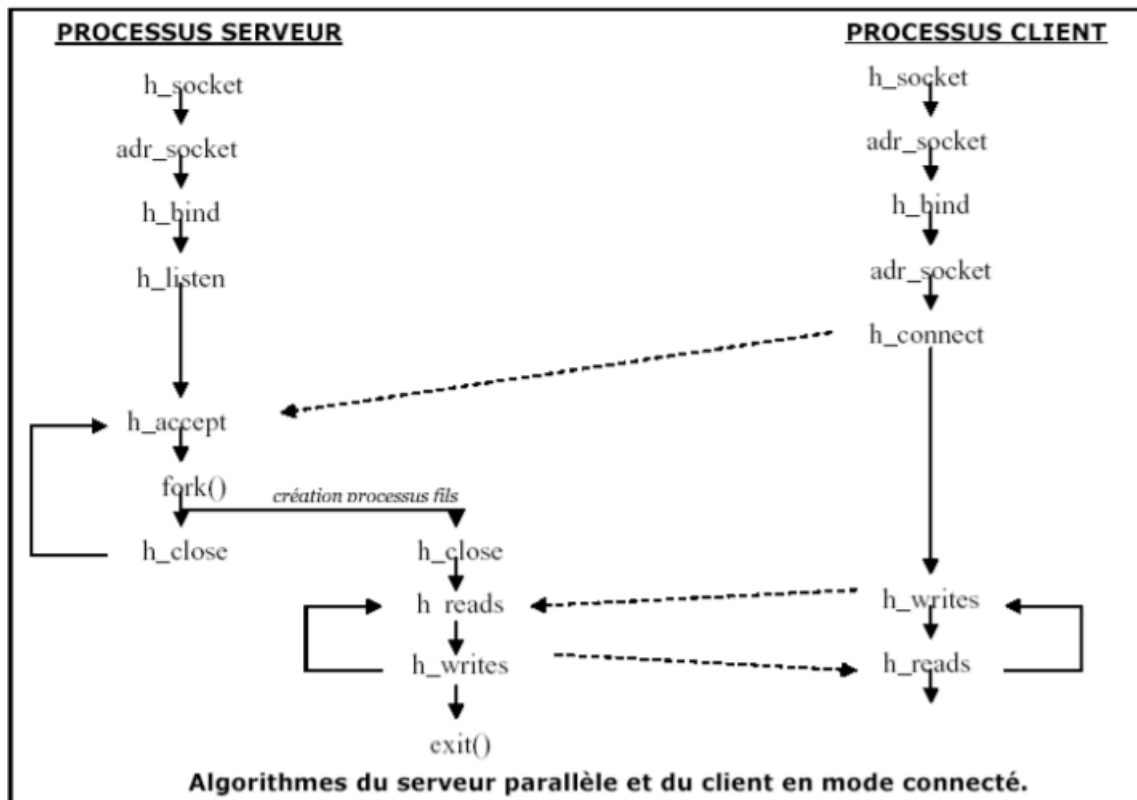 PROCESSUS SERVEUR
h_socket
adr_socket
h_bind
h_listen
h_accept
fork()
création processus fils
h_close
h_close
h_reads
h_writes
exit()
PROCESSUS CLIENT
h_socket
adr_socket
h_bind
adr_socket
h_connect
h_writes
h_reads
Algorithmes du serveur parallèle et du client en mode connecté.